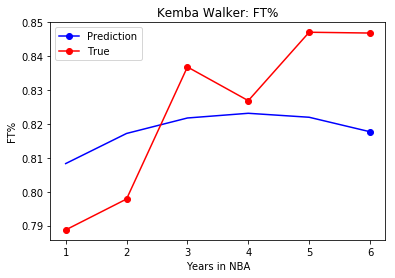 Kemba Walker: FT%
Prediction
True
0.85
0.84
0.83
0.82
0.81
0.80
0.79
FT%
1 2 3 4 5 6
Years in NBA